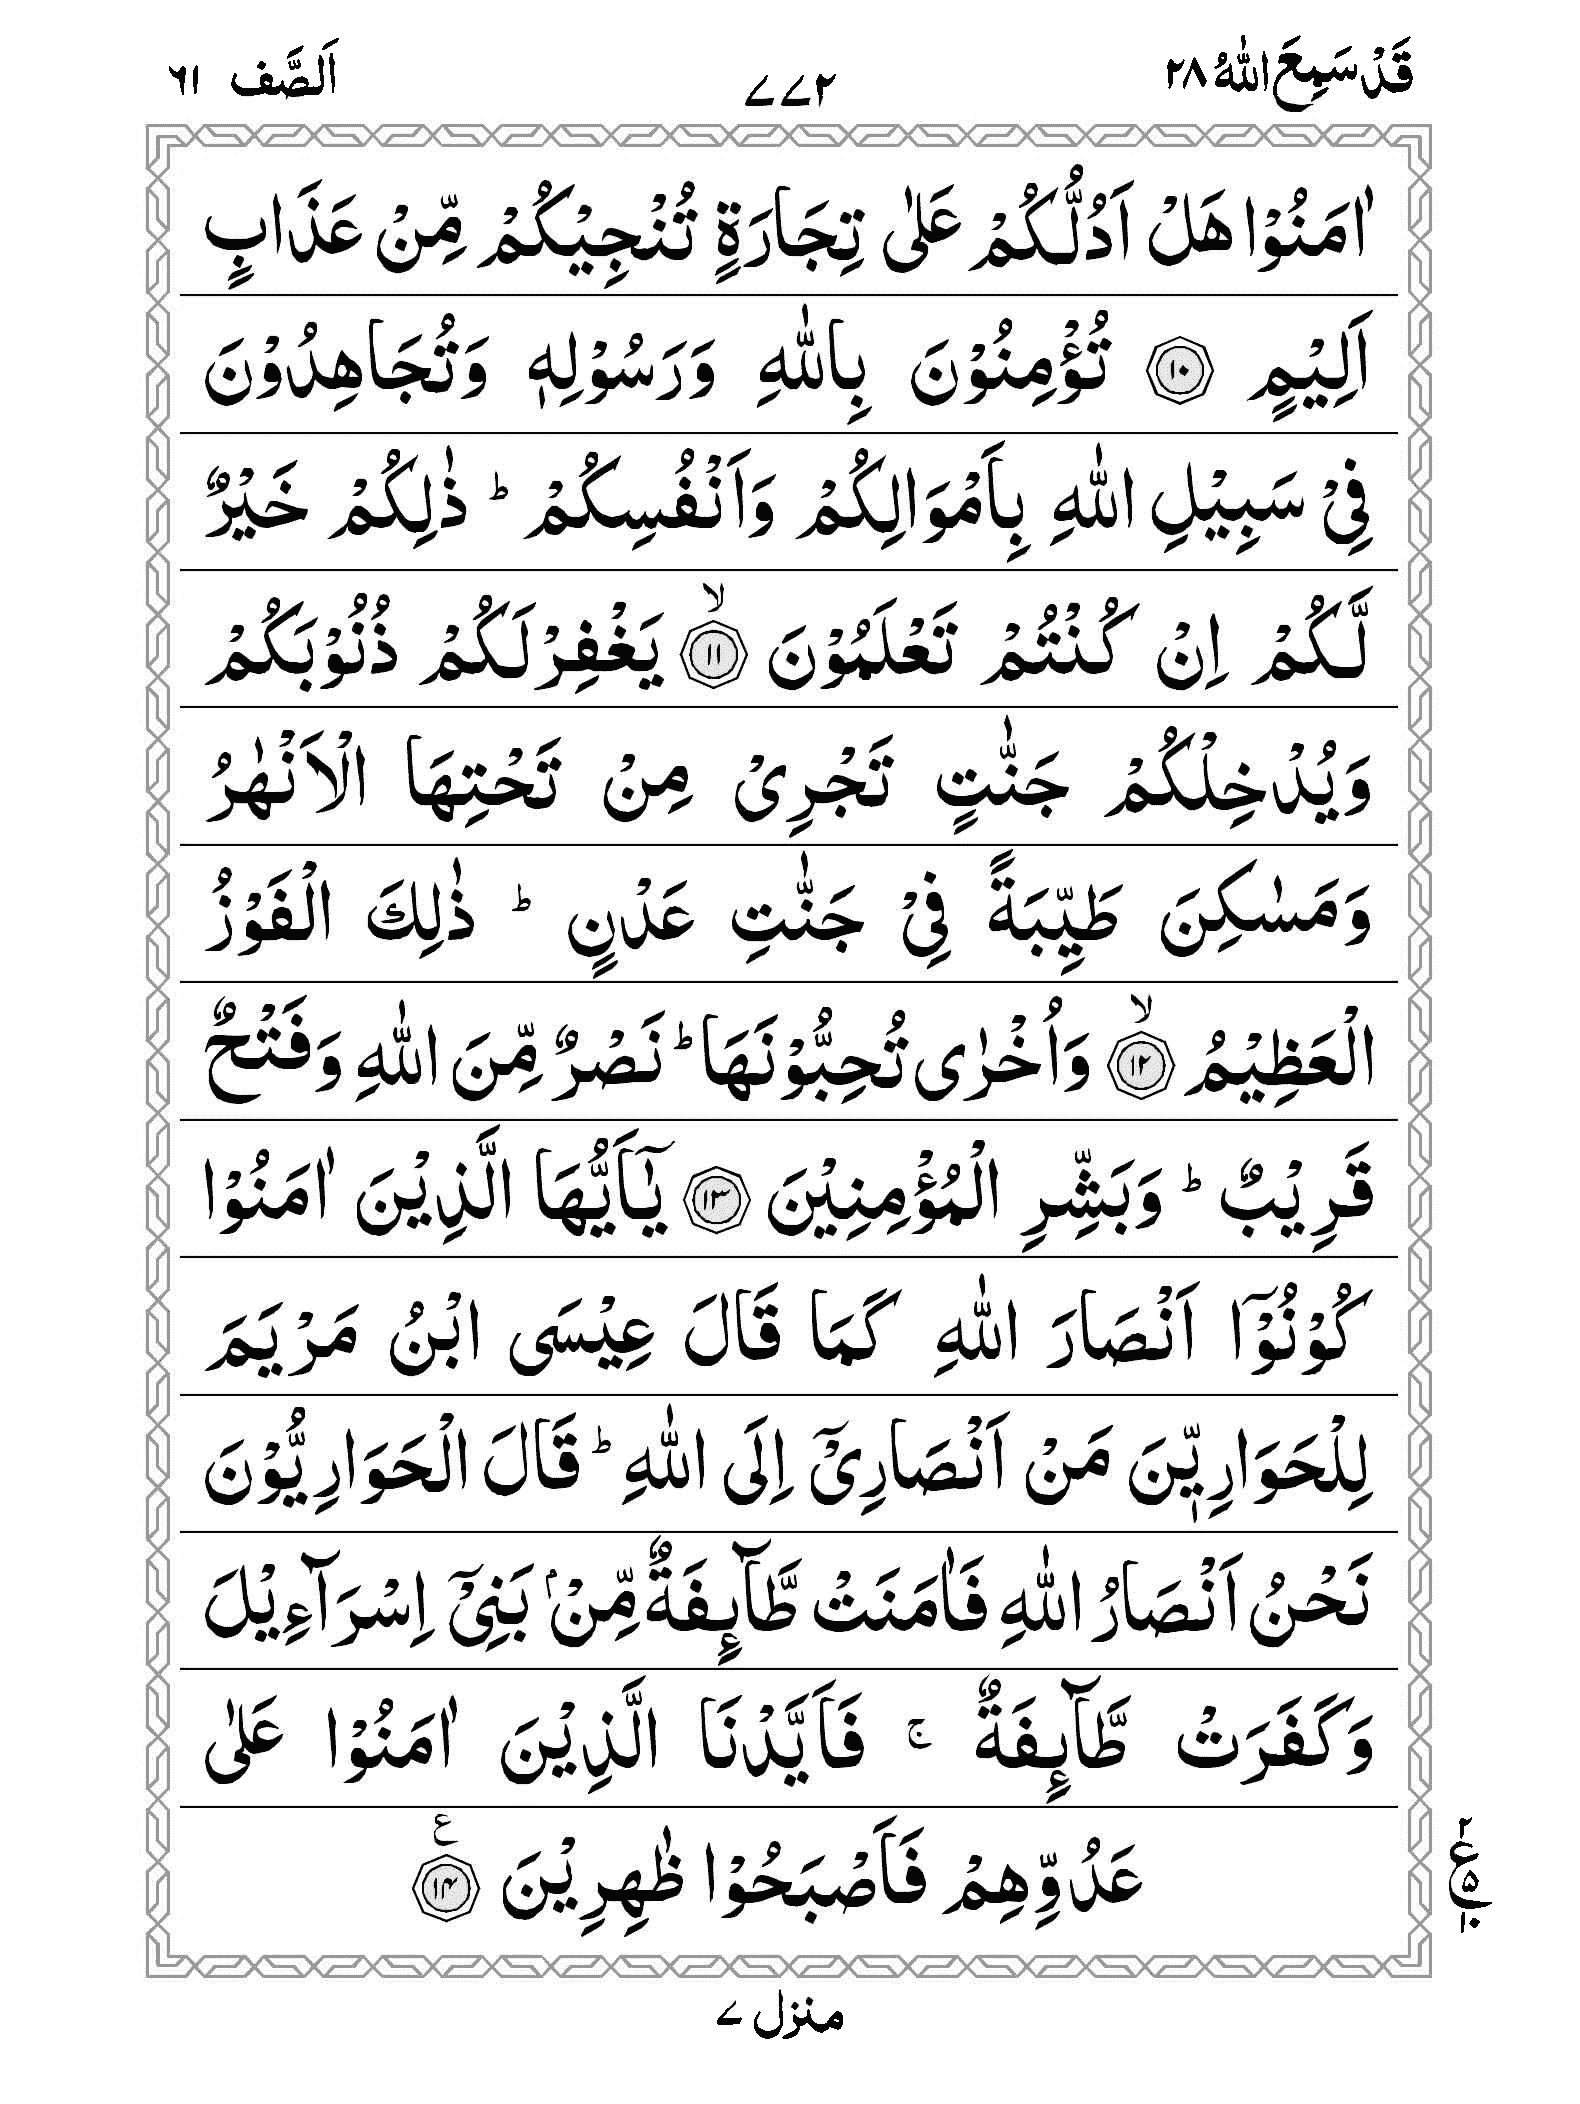 قَدۡ سَمِعَ اللّٰهُ ٢٨ ٧٧٢ اَلصَّف ٦١
اٰمَنُوۡا هَلۡ اَدُلُّكُمۡ عَلٰى تِجَارَةٍ تُنۡجِيۡكُمۡ مِّنۡ عَذَابٍ
اَلِيۡمٍ ١٠ تُؤۡمِنُوۡنَ بِاللّٰهِ وَرَسُوۡلِهٖ وَتُجَاهِدُوۡنَ
فِىۡ سَبِيۡلِ اللّٰهِ بِاَمۡوَالِكُمۡ وَاَنۡفُسِكُمۡ ؕ ذٰلِكُمۡ خَيۡرٌ
لَّكُمۡ اِنۡ كُنۡتُمۡ تَعۡلَمُوۡنَ ۙ ١١ يَغۡفِرۡ لَكُمۡ ذُنُوۡبَكُمۡ
وَيُدۡخِلۡكُمۡ جَنّٰتٍ تَجۡرِىۡ مِنۡ تَحۡتِهَا الۡاَنۡهٰرُ
وَمَسٰكِنَ طَيِّبَةً فِىۡ جَنّٰتِ عَدۡنٍ ؕ ذٰلِكَ الۡفَوۡزُ
الۡعَظِيۡمُ ۙ ١٢ وَاُخۡرٰى تُحِبُّوۡنَهَا ؕ نَصۡرٌ مِّنَ اللّٰهِ وَفَتۡحٌ
قَرِيۡبٌ ؕ وَبَشِّرِ الۡمُؤۡمِنِيۡنَ ١٣ يٰۤاَيُّهَا الَّذِيۡنَ اٰمَنُوۡا
كُوۡنُوۡۤا اَنۡصَارَ اللّٰهِ كَمَا قَالَ عِيۡسَى ابۡنُ مَرۡيَمَ
لِلۡحَوَارِيّٖنَ مَنۡ اَنۡصَارِىۡۤ اِلَى اللّٰهِ ؕ قَالَ الۡحَوَارِيُّوۡنَ
نَحۡنُ اَنۡصَارُ اللّٰهِ فَاٰمَنَتۡ طَّآٮِٕفَةٌ مِّنۡۢ بَنِىۡۤ اِسۡرَآءِيۡلَ
وَكَفَرَتۡ طَّآٮِٕفَةٌ ۚ فَاَيَّدۡنَا الَّذِيۡنَ اٰمَنُوۡا عَلٰى
عَدُوِّهِمۡ فَاَصۡبَحُوۡا ظٰهِرِيۡنَ ع ١٤
٢ ع ٥ ١٠
منزل ٧